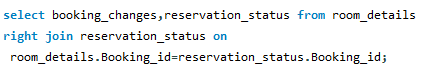 select booking_changes,reservation_status from room_details
right join reservation_status on
room_details.Booking_id=reservation_status.Booking_id;